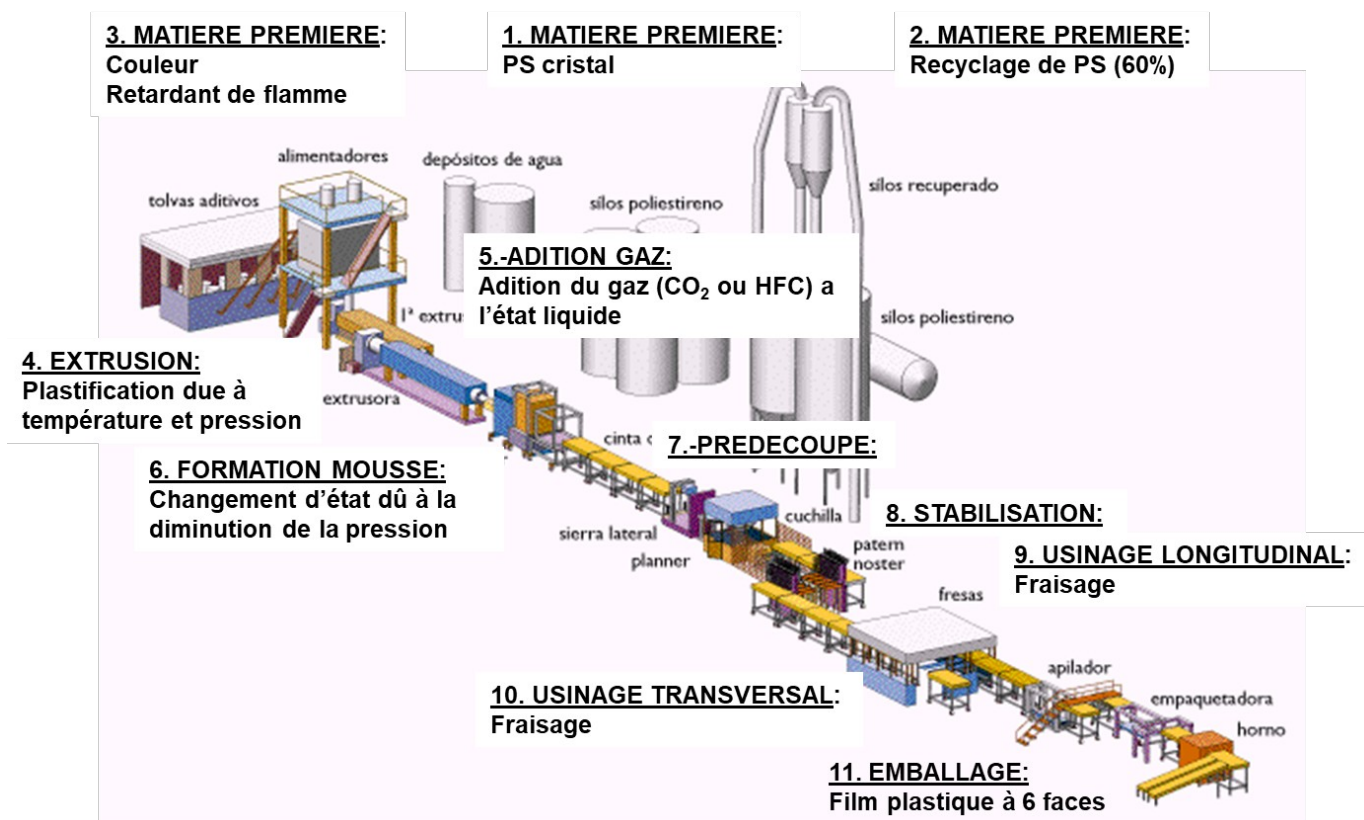 3. MATIERE PREMIERE:
Couleur
Retardant de flamme
1. MATIERE PREMIERE:
PS cristal
2. MATIERE PREMIERE:
Recyclage de PS (60%)
alimentadores
depósitos de agua
tolvas aditivos
silos poliestireno
silos recuperado
5.-ADITION GAZ:
Adition du gaz (CO₂ ou HFC) a
l’état liquide
1ª
silos poliestireno
4. EXTRUSION:
Plastification due à
température et pression
extrusora
cinta
7.-PREDECOUPE:
6. FORMATION MOUSSE:
Changement d’état dû à la
diminution de la pression
cuchilla
8. STABILISATION:
sierra lateral
planner
patern
noster
9. USINAGE LONGITUDINAL:
Fraisage
fresas
10. USINAGE TRANSVERSAL:
Fraisage
apilador
empaquetadora
horno
11. EMBALLAGE:
Film plastique à 6 faces